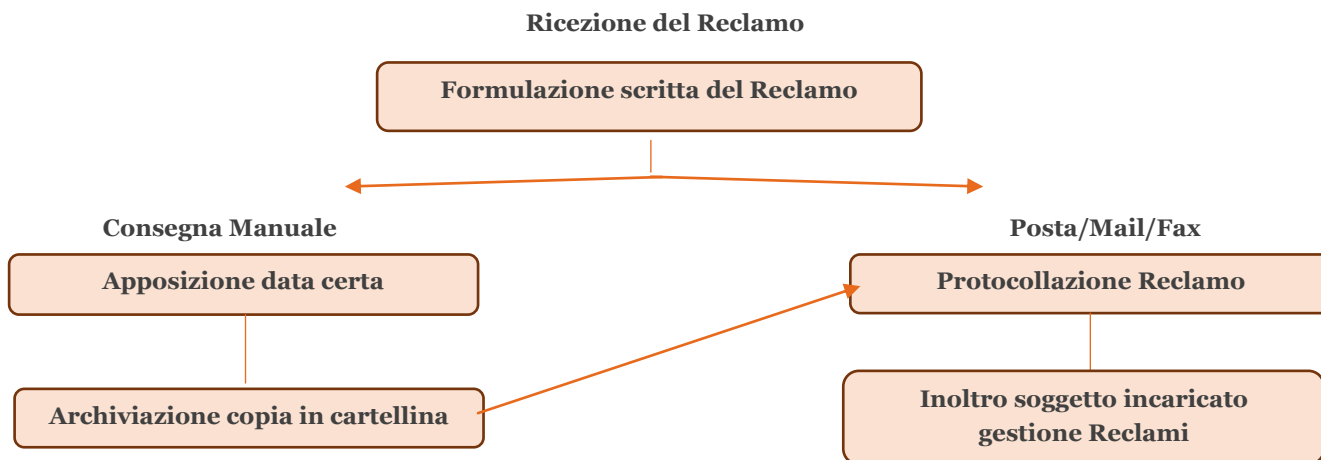 Ricezione del Reclamo
Formulazione scritta del Reclamo
Consegna Manuale
Posta/Mail/Fax
Apposizione data certa
Protocollazione Reclamo
Archiviazione copia in cartellina
Inoltro soggetto incaricato
gestione Reclami